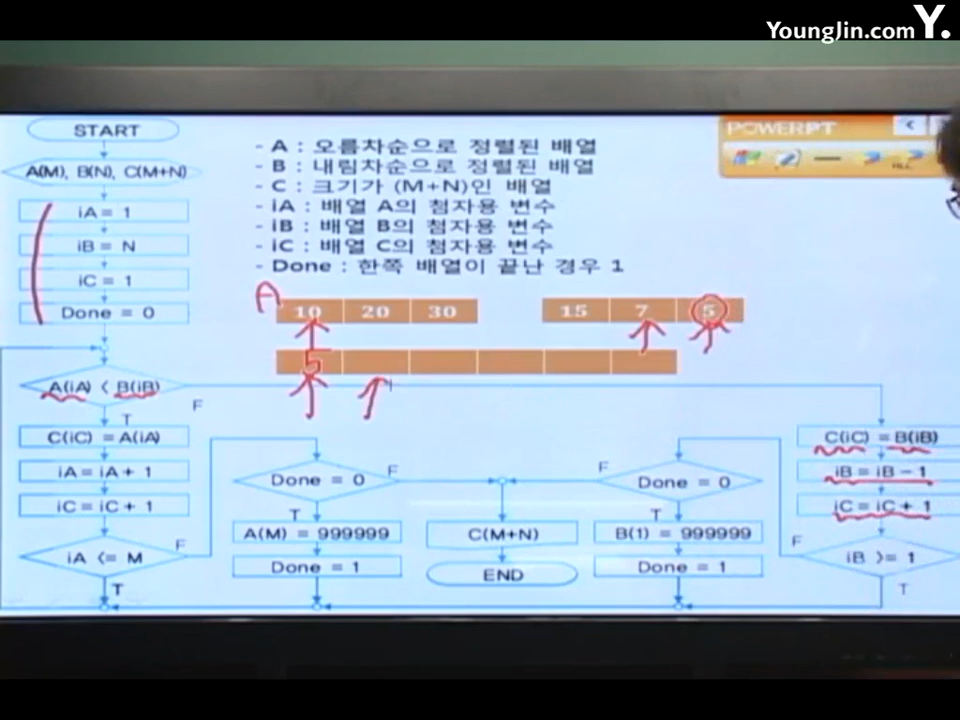 YoungJin.com Y.
START
A(M), B(N), C(M+N)
iA = 1
iB = N
iC = 1
Done = 0
- A : 오름차순으로 정렬된 배열
- B : 내림차순으로 정렬된 배열
- C : 크기가 (M+N)인 배열
- iA : 배열 A의 첨자용 변수
- iB : 배열 B의 첨자용 변수
- iC : 배열 C의 첨자용 변수
- Done : 한쪽 배열이 끝난 경우 1
POWERPT
A
10 20 30
15 7 5
5
A(iA) < B(iB)
F
T
C(iC) = A(iA)
iA = iA + 1
iC = iC + 1
iA <= M
F
T
Done = 0
F
T
A(M) = 999999
Done = 1
C(M+N)
END
Done = 0
F
T
B(1) = 999999
Done = 1
C(iC) = B(iB)
iB = iB - 1
iC = iC + 1
iB >= 1
F
T